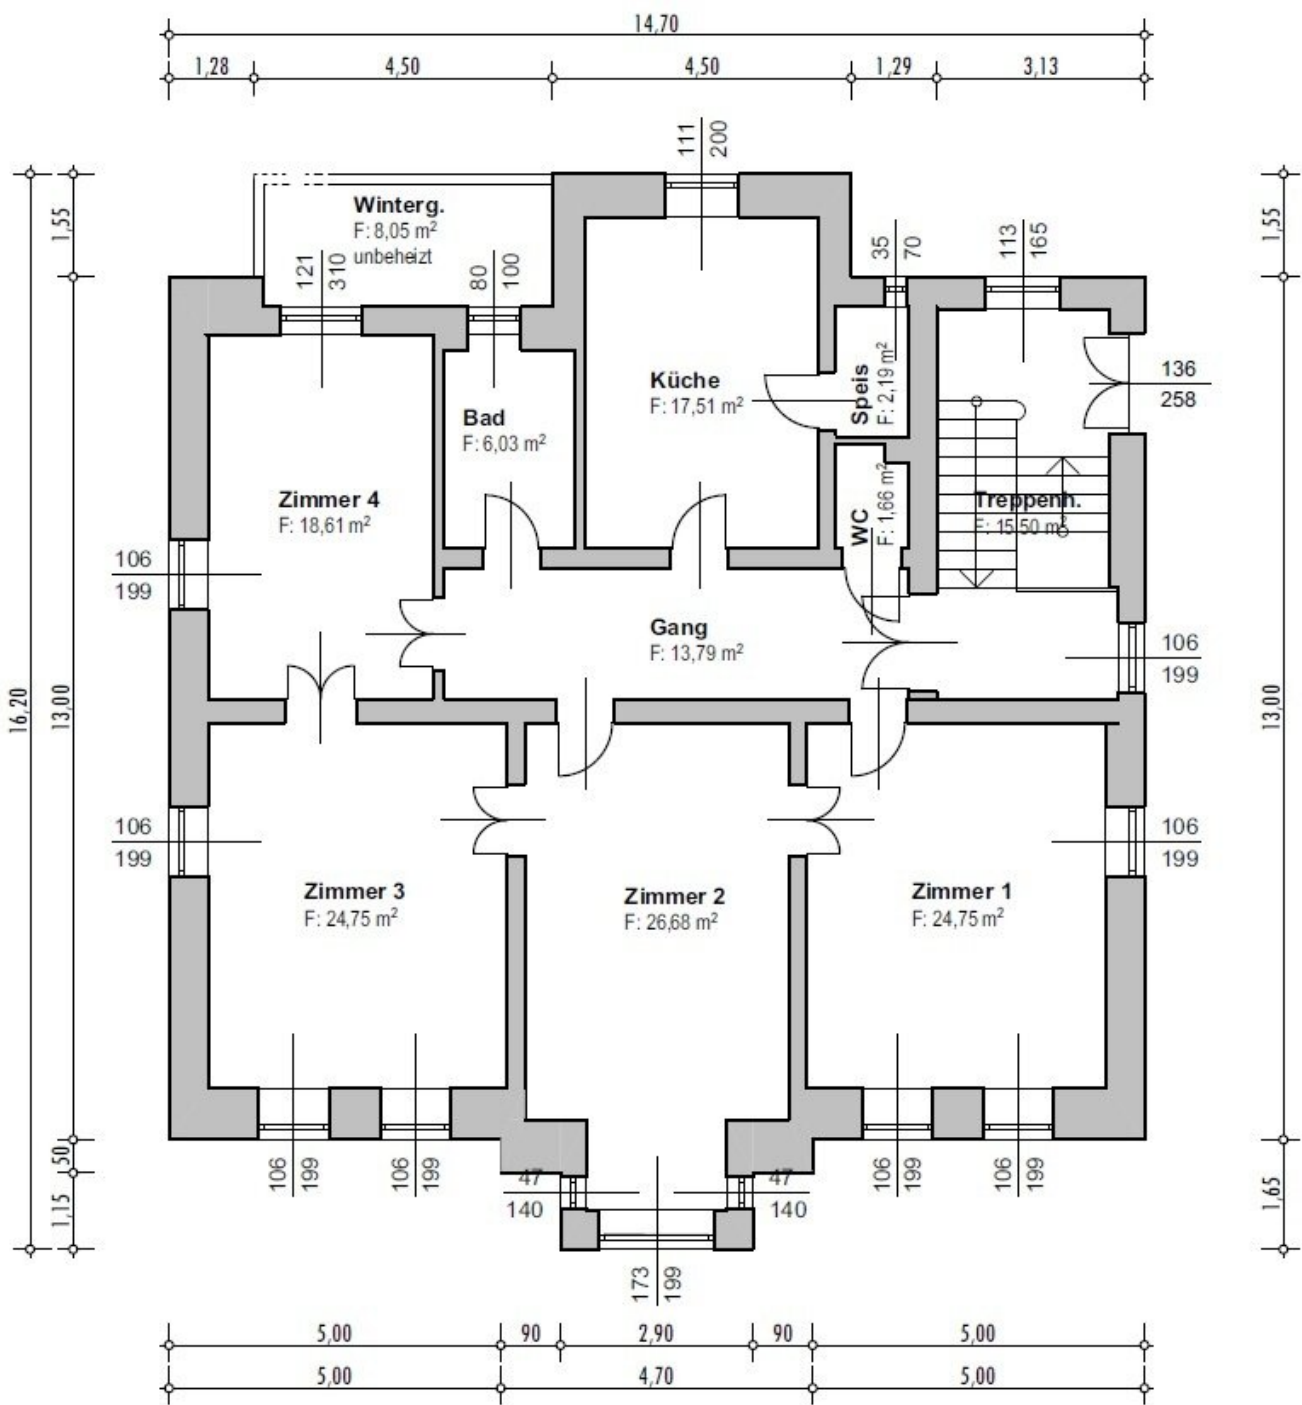 14,70
1,28 4,50 4,50 1,29 3,13
111
200
Winterg.
F: 8,05 m²
unbeheizt
1,55
1,55
121
310
80
100
35
70
113
165
136
258
Küche
F: 17,51 m²
Speis
F: 2,19 m²
Bad
F: 6,03 m²
Zimmer 4
F: 18,61 m²
WC
F: 1,66 m²
Treppenh.
F: 15,50 m²
106
199
Gang
F: 13,79 m²
106
199
16,20
13,00
13,00
106
199
106
199
Zimmer 3
F: 24,75 m²
Zimmer 2
F: 26,68 m²
Zimmer 1
F: 24,75 m²
50
1,15
106
199
106
199
47
140
47
140
106
199
106
199
1,65
173
199
5,00 90 2,90 90 5,00
5,00 4,70 5,00